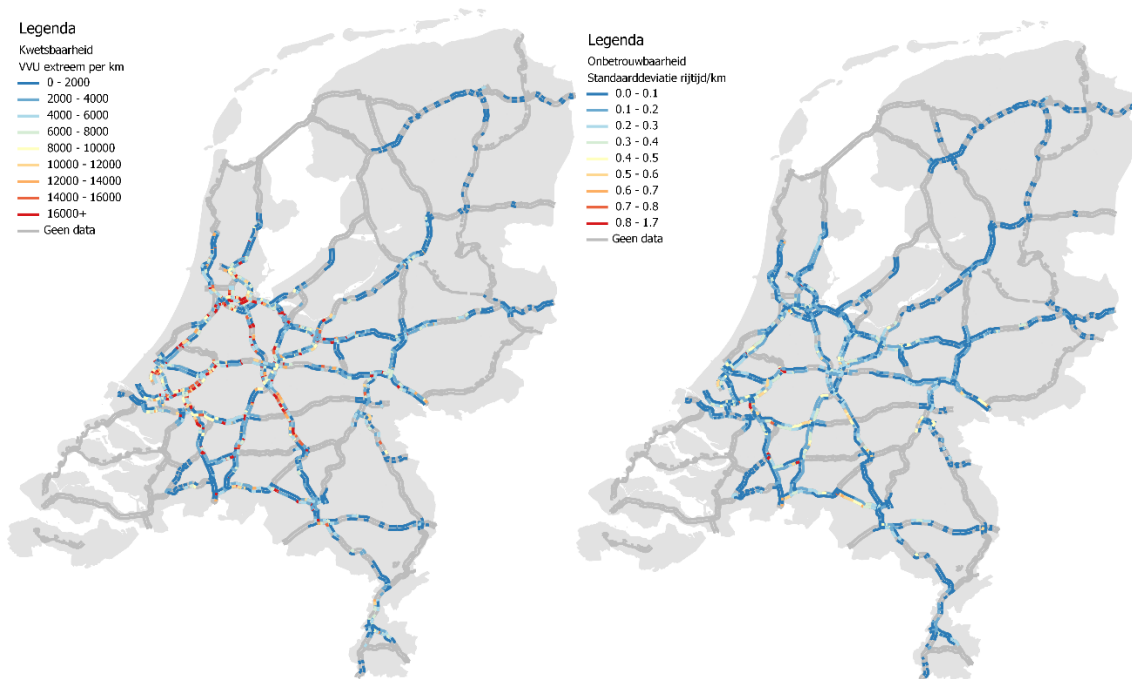 Legenda
Kwetsbaarheid
VVU extreem per km
0 - 2000
2000 - 4000
4000 - 6000
6000 - 8000
8000 - 10000
10000 - 12000
12000 - 14000
14000 - 16000
16000+
Geen data
Legenda
Onbetrouwbaarheid
Standaarddeviatie rijtijd/km
0.0 - 0.1
0.1 - 0.2
0.2 - 0.3
0.3 - 0.4
0.4 - 0.5
0.5 - 0.6
0.6 - 0.7
0.7 - 0.8
0.8 - 1.7
Geen data